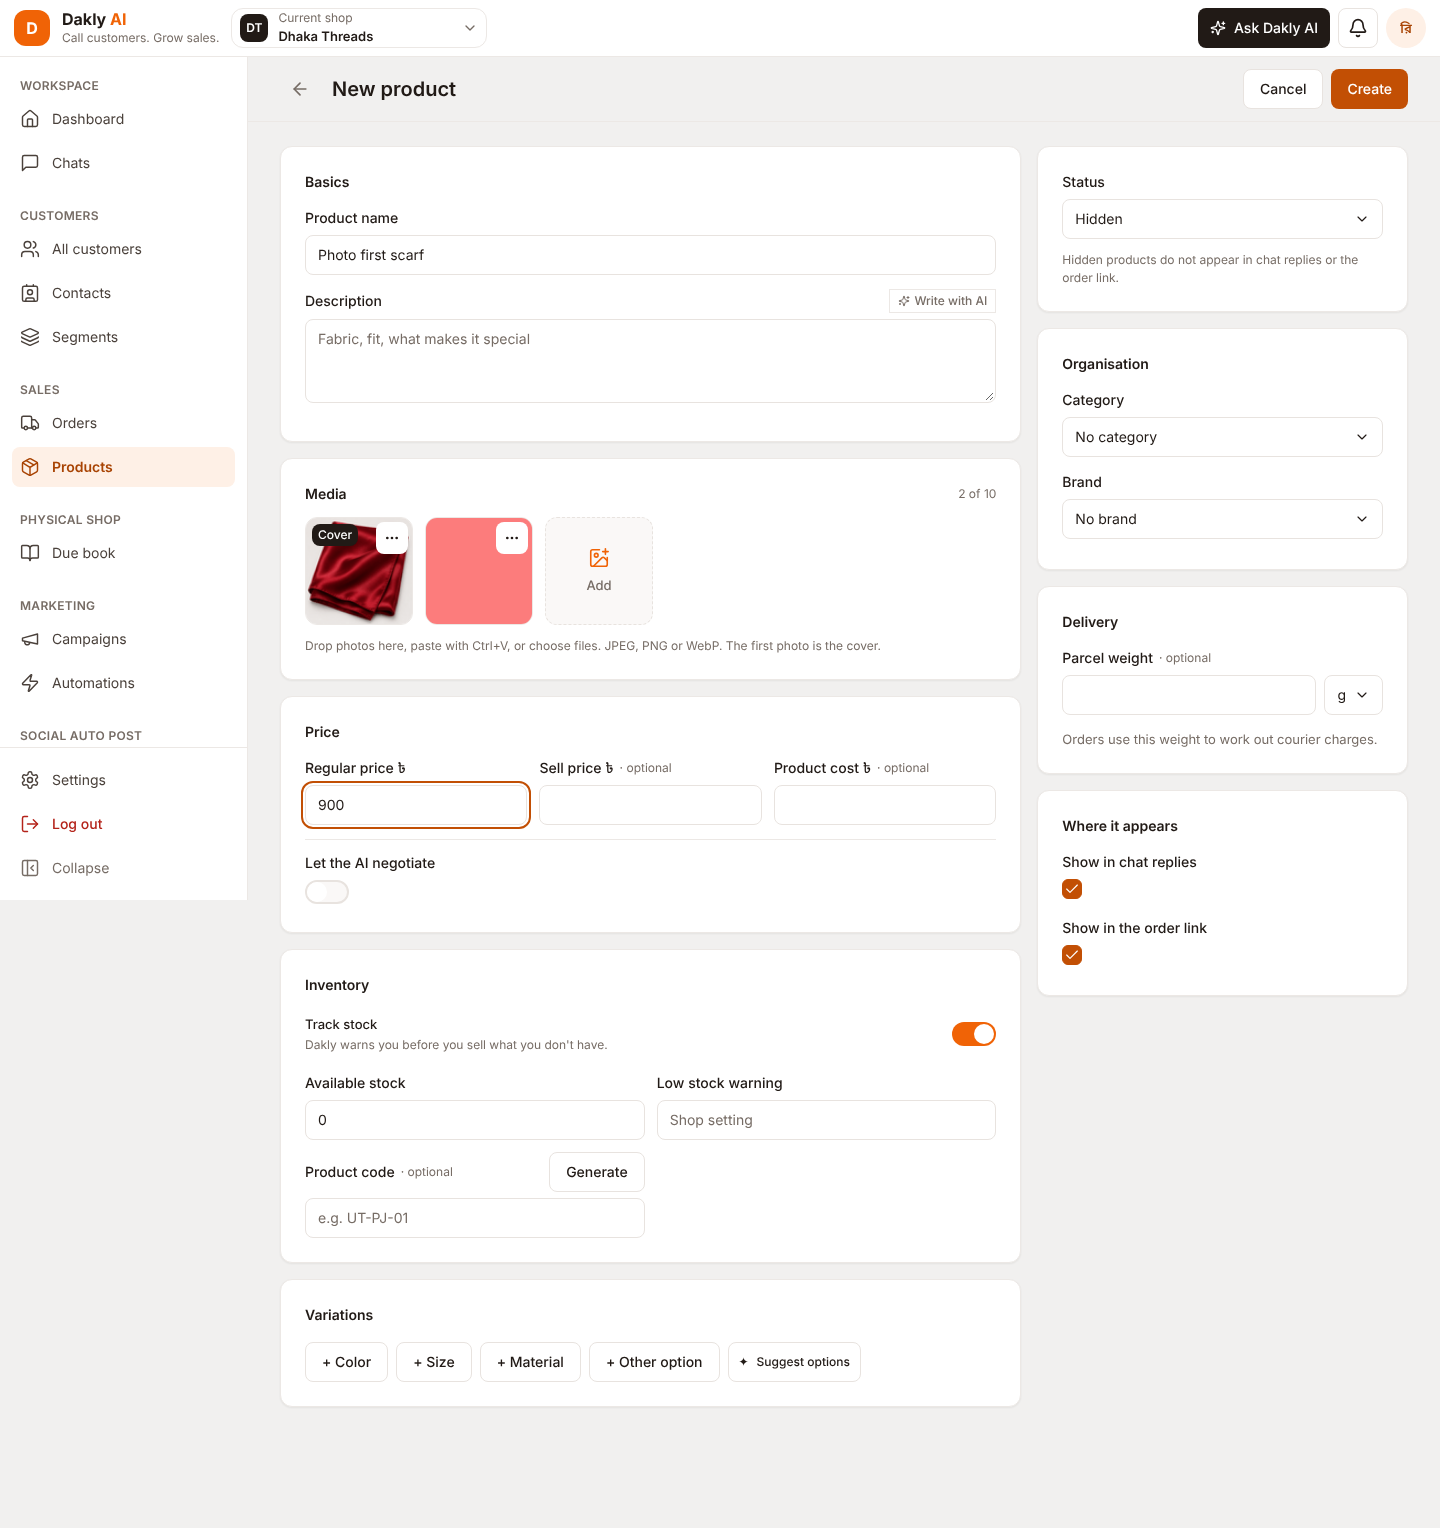 D
Dakly AI
Call customers. Grow sales.
DT
Current shop
Dhaka Threads
Ask Dakly AI
রি
WORKSPACE
Dashboard
Chats
CUSTOMERS
All customers
Contacts
Segments
SALES
Orders
Products
PHYSICAL SHOP
Due book
MARKETING
Campaigns
Automations
SOCIAL AUTO POST
Settings
Log out
Collapse
New product
Cancel
Create
Basics
Product name
Photo first scarf
Description
Write with AI
Fabric, fit, what makes it special
Media
2 of 10
Cover
Add
Drop photos here, paste with Ctrl+V, or choose files. JPEG, PNG or WebP. The first photo is the cover.
Price
Regular price ৳
Sell price ৳ · optional
Product cost ৳ · optional
900
Let the AI negotiate
Inventory
Track stock
Dakly warns you before you sell what you don't have.
Available stock
Low stock warning
0
Shop setting
Product code · optional
Generate
e.g. UT-PJ-01
Variations
+ Color
+ Size
+ Material
+ Other option
Suggest options
Status
Hidden
Hidden products do not appear in chat replies or the
order link.
Organisation
Category
No category
Brand
No brand
Delivery
Parcel weight · optional
g
Orders use this weight to work out courier charges.
Where it appears
Show in chat replies
Show in the order link